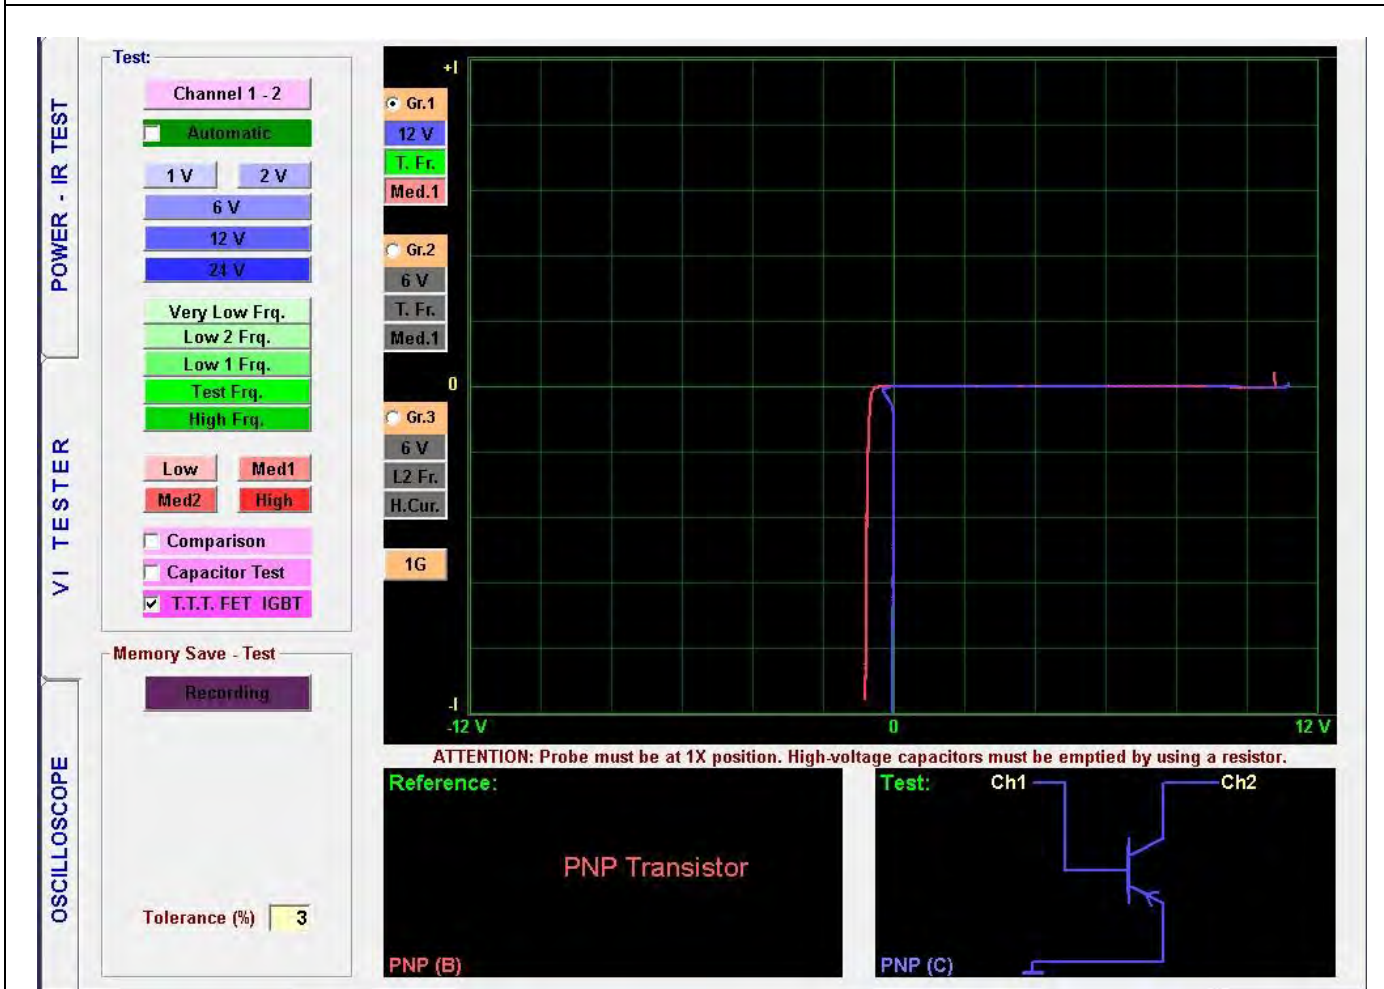 POWER - IR TEST
VI TESTER
OSCILLOSCOPE
Test:
Channel 1 - 2
Automatic
1 V
2 V
6 V
12 V
24 V
Very Low Frq.
Low 2 Frq.
Low 1 Frq.
Test Frq.
High Frq.
Low
Med1
Med2
High
Comparison
Capacitor Test
T.T.T. FET IGBT
Memory Save - Test
Recording
Tolerance (%) 3
+I
Gr.1
12 V
T. Fr.
Med.1
Gr.2
6 V
T. Fr.
Med.1
0
Gr.3
6 V
L2 Fr.
H.Cur.
1G
-I
-12 V
0
12 V
ATTENTION: Probe must be at 1X position. High-voltage capacitors must be emptied by using a resistor.
Reference:
PNP Transistor
PNP (B)
Test:
Ch1
Ch2
PNP (C)